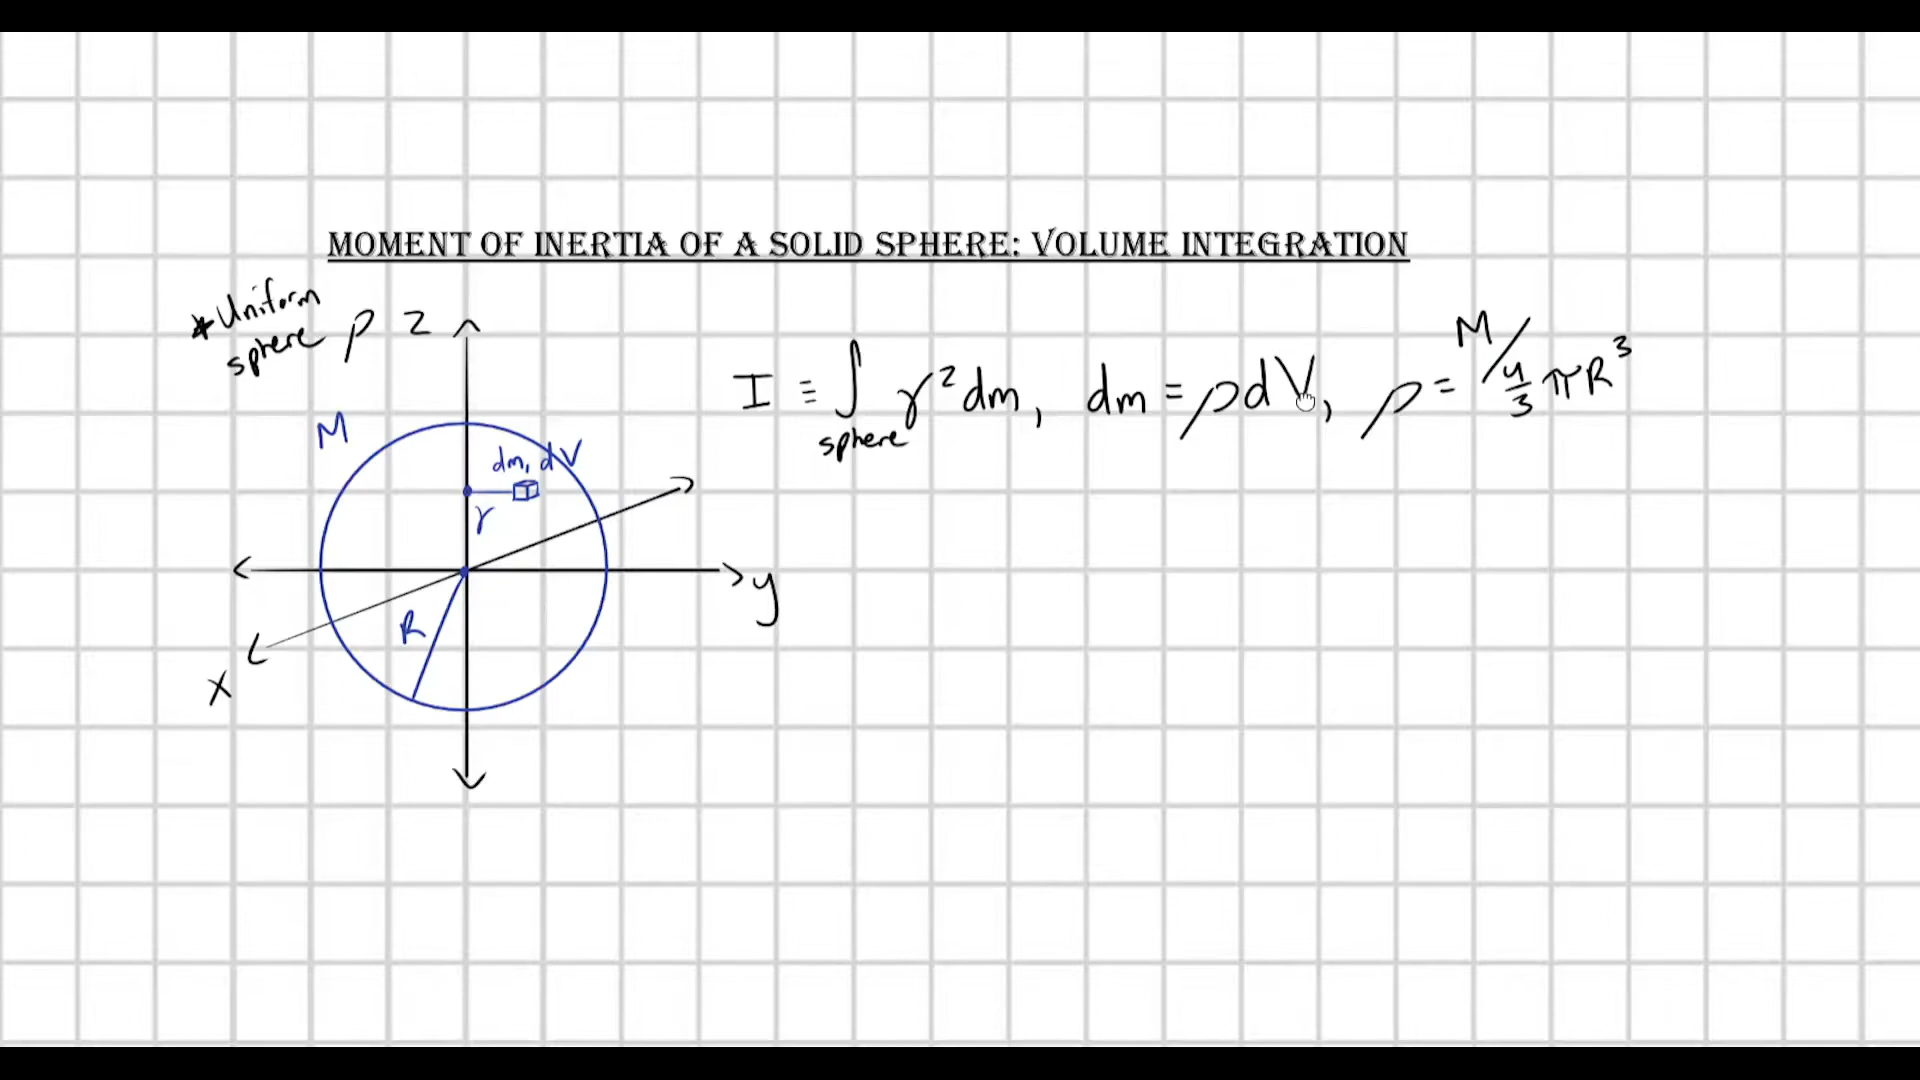 MOMENT OF INERTIA OF A SOLID SPHERE: VOLUME INTEGRATION
*Uniform
sphere ρ
z
I ≡ ∫sphere r² dm, dm = ρdV, ρ = M/4/3 πR³
M
dm, dV
r
y
R
x